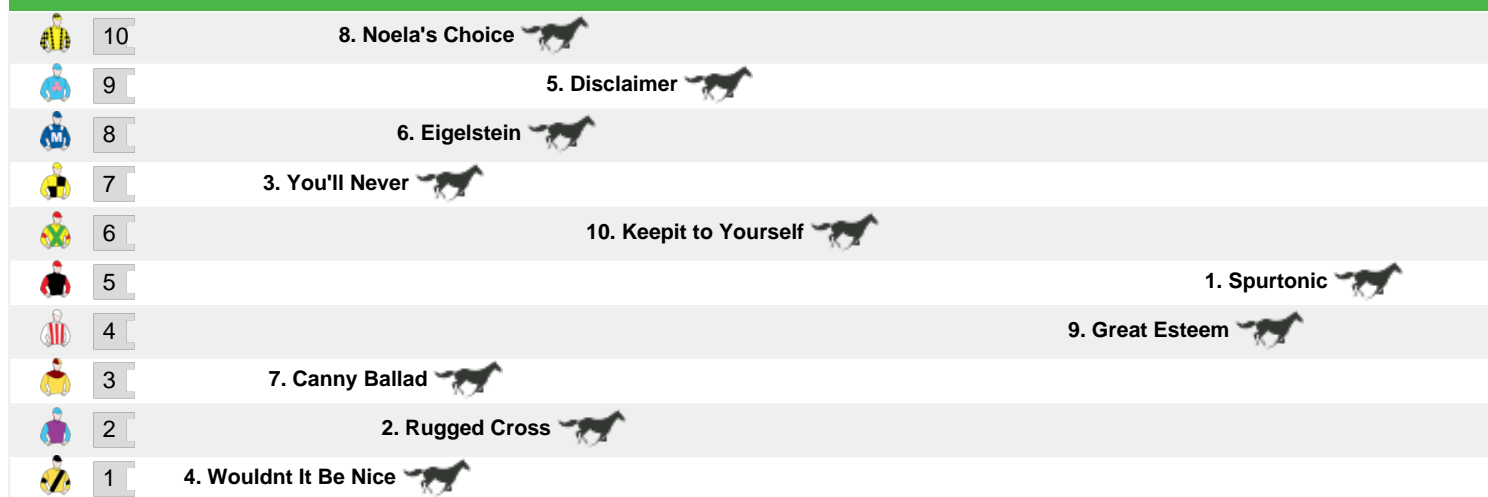 10 8. Noela's Choice
9 5. Disclaimer
M 8 6. Eigelstein
7 3. You'll Never
6 10. Keepit to Yourself
5 1. Spurtonic
4 9. Great Esteem
3 7. Canny Ballad
2 2. Rugged Cross
1 4. Wouldnt It Be Nice